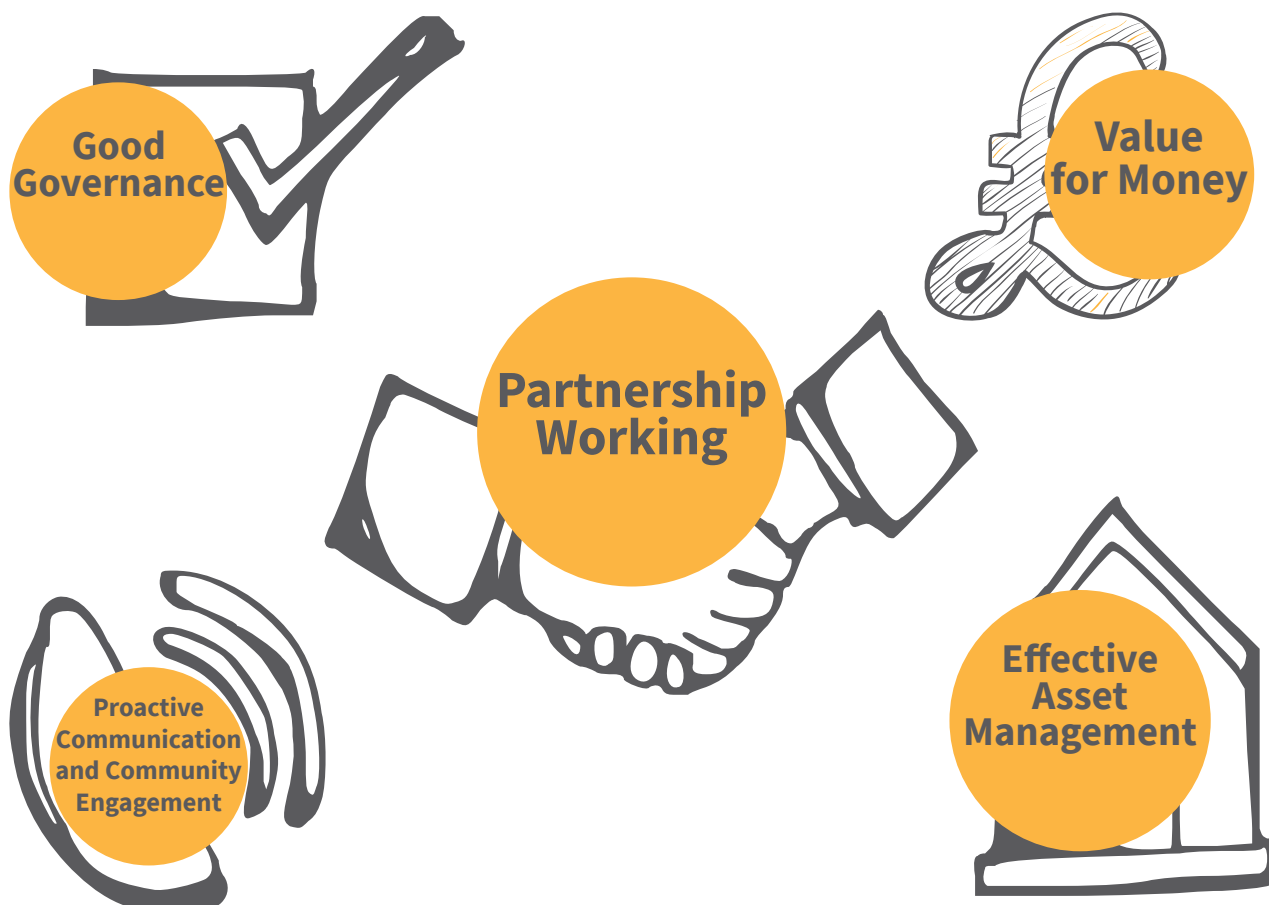 Good
Governance
Value
for Money
Partnership
Working
Proactive
Communication
and Community
Engagement
Effective
Asset
Management